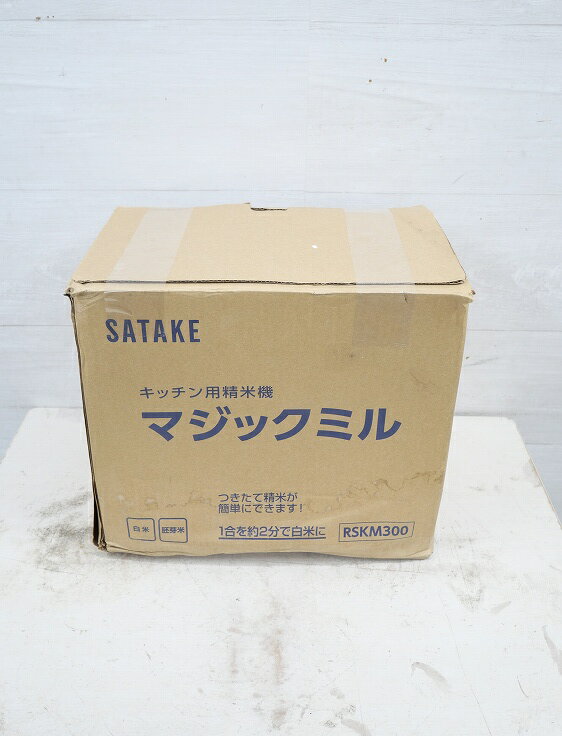 SATAKE
キッチン用精米機
マジックミル
つきたて精米が
簡単にできます!
白米
胚芽米
1合を約2分で白米に
RSKM300